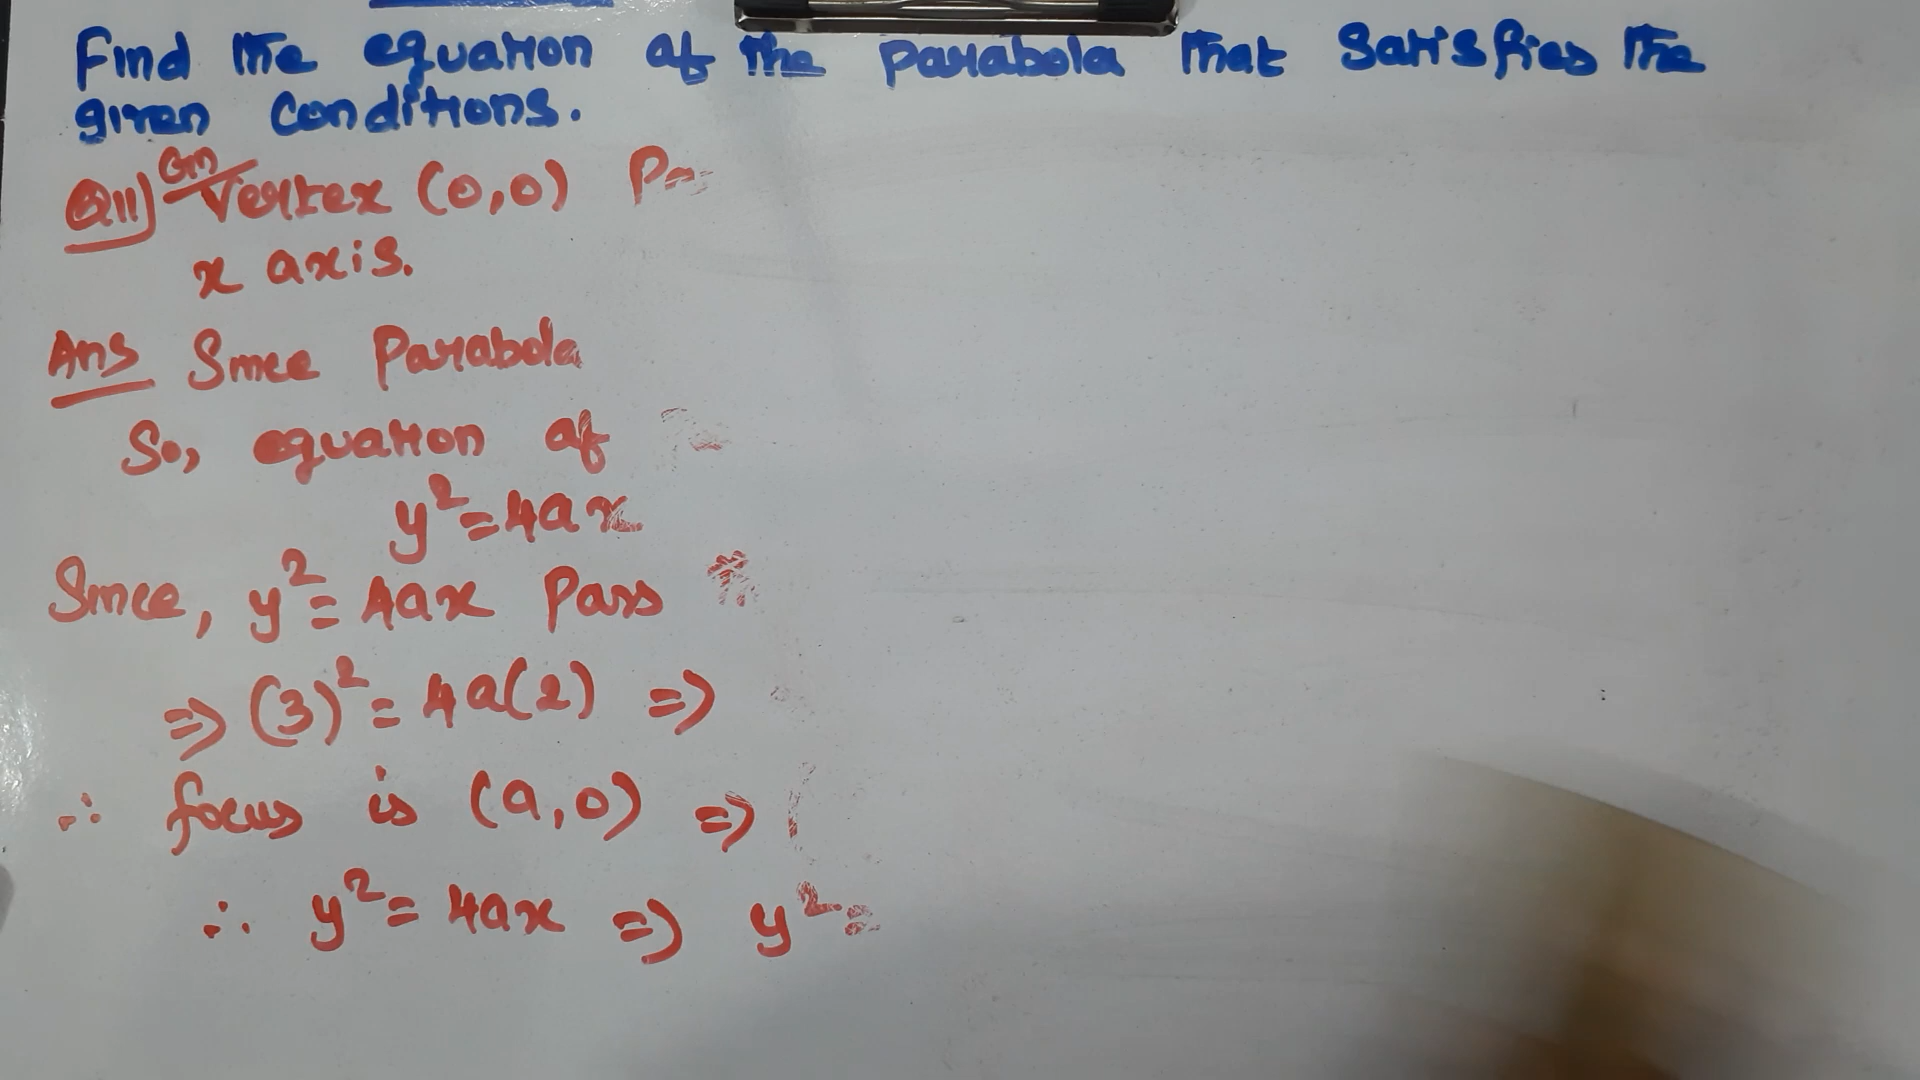 Find the equation of the parabola that satisfies the
given conditions.
Q11) Gn Vertex (0,0)
x axis.
Ans Since Parabola
So, equation of
y²=4ax
Since, y²=4ax Pass
=> (3)²=4a(2) =>
∴ focus is (a,0) =>
∴ y²=4ax => y²=